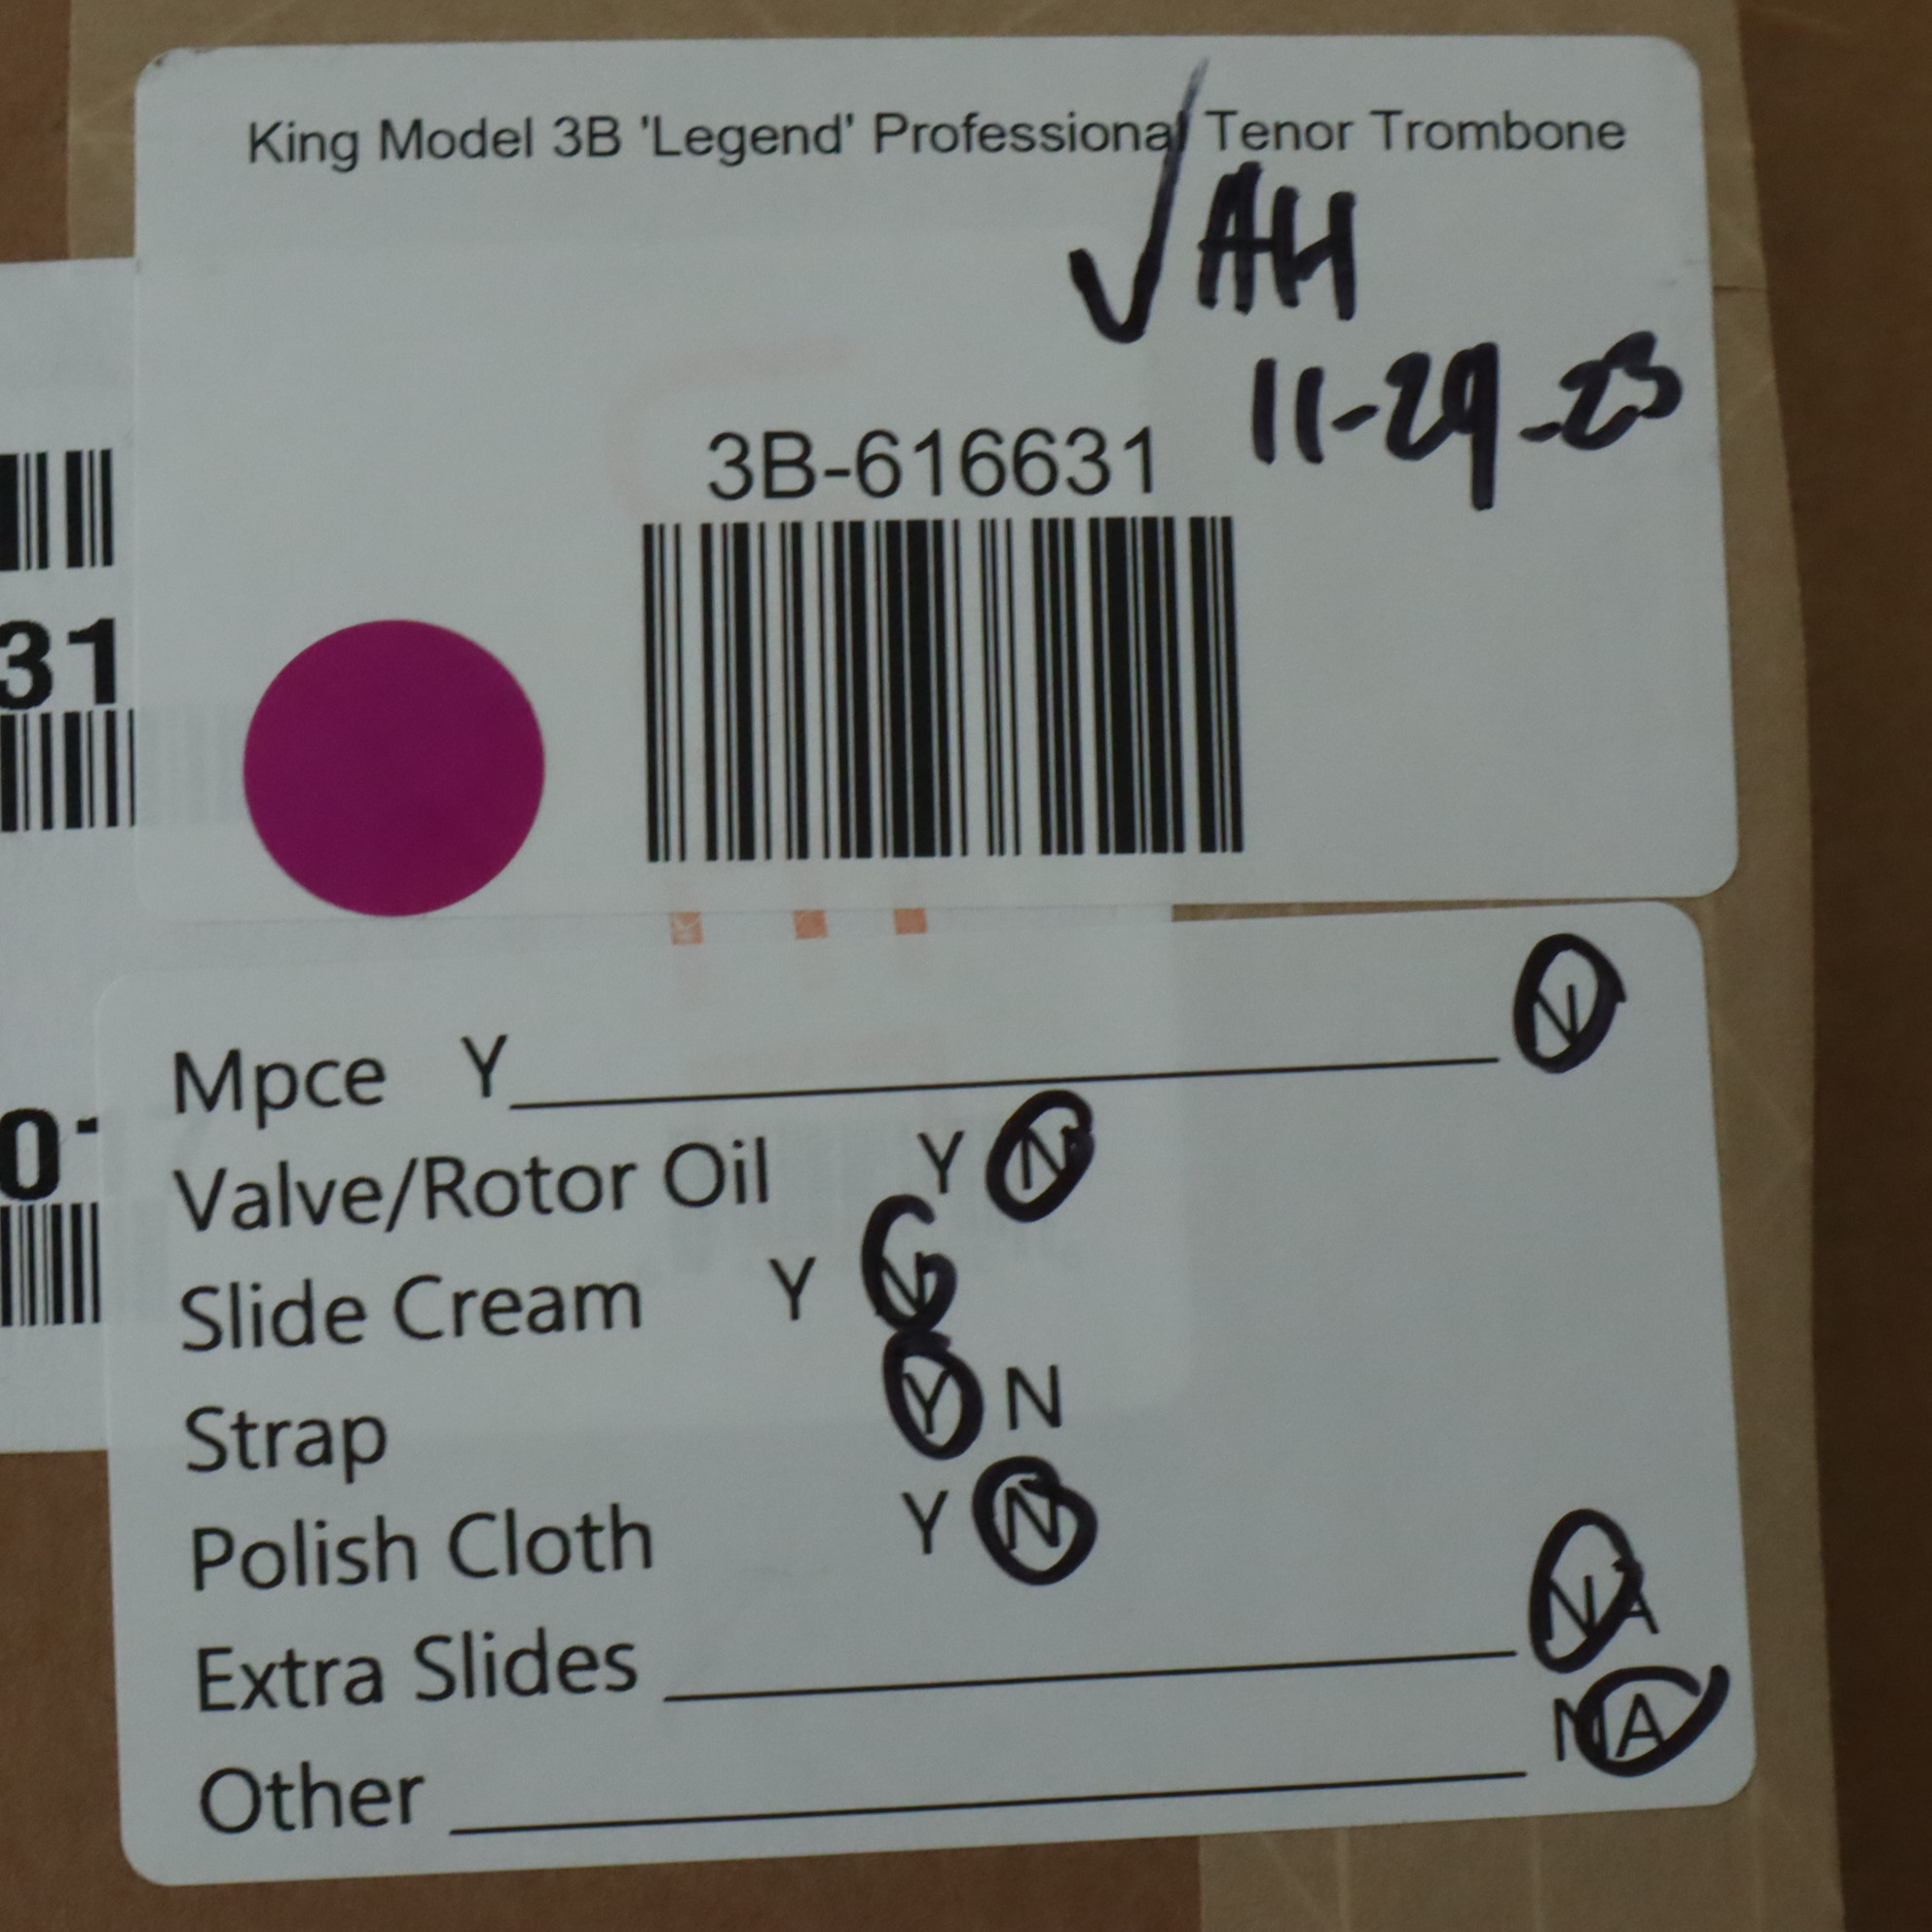 King Model 3B 'Legend' Professional Tenor Trombone
AH
11-29-23
3B-616631
31
0
Mpce Y N
Valve/Rotor Oil Y N
Slide Cream Y N
Strap Y N
Polish Cloth Y N
Extra Slides NA
Other NA